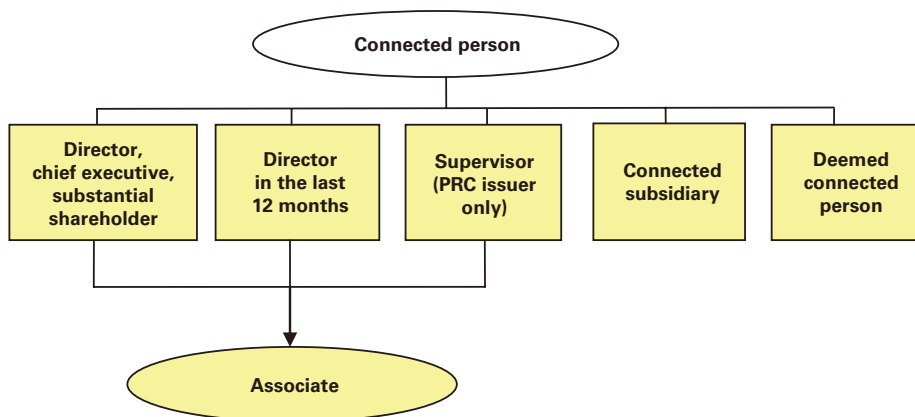 Connected person
Director,
chief executive,
substantial
shareholder
Director
in the last
12 months
Supervisor
(PRC issuer
only)
Connected
subsidiary
Deemed
connected
person
Associate